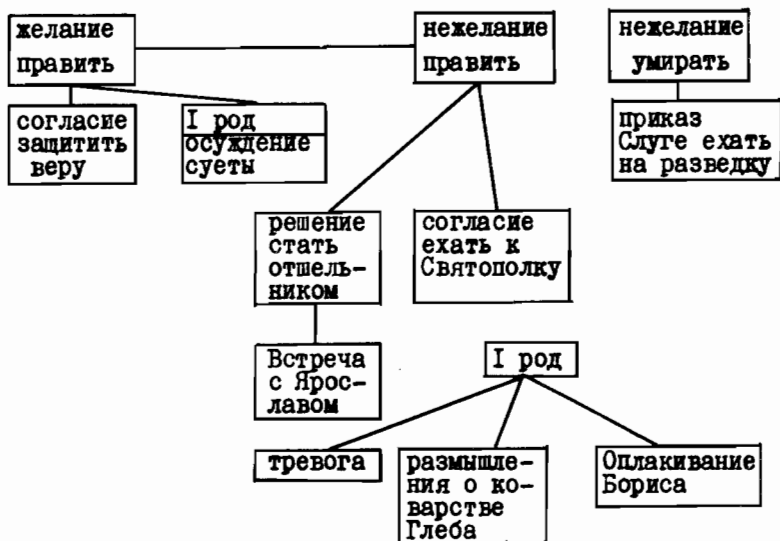 желание
править
нежелание
править
нежелание
умирать
согласие
защитить
веру
I род
осуждение
суеты
приказ
Слуге ехать
на разведку
решение
стать
отшель-
ником
согласие
ехать к
Святополку
Встреча
с Ярос-
лавом
I род
тревога
размышле-
ния о ко-
варстве
Глеба
Оплакивание
Бориса